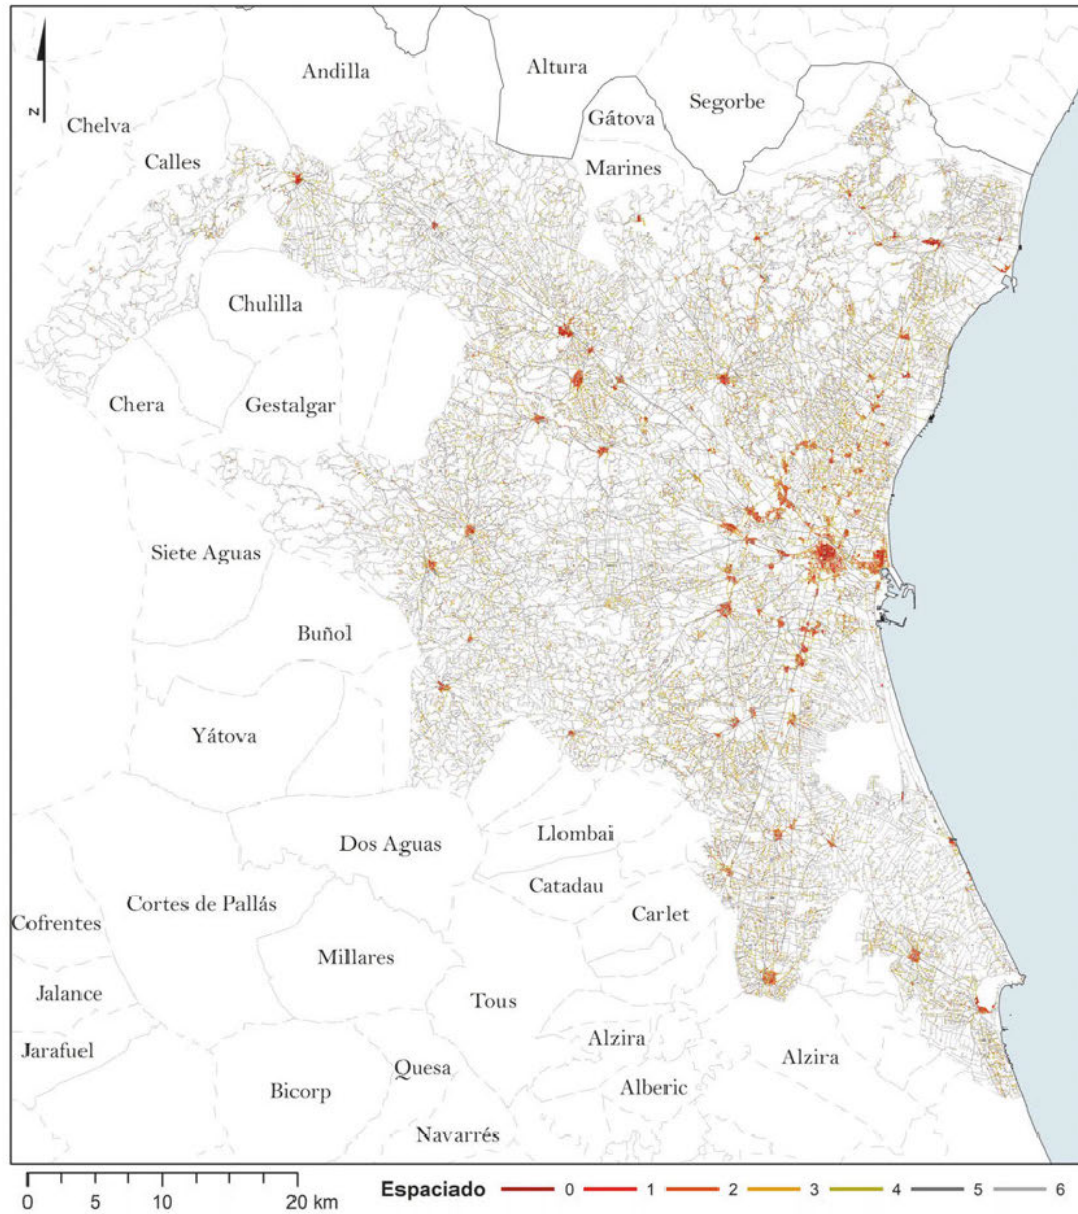 Andilla
Altura
Segorbe
Gátova
Chelva
Calles
Marines
Chulilla
Chera
Gestalgar
Siete Aguas
Buñol
Yátova
Dos Aguas
Llombai
Catadau
Cortes de Pallás
Carlet
Cofrentes
Millares
Jalance
Tous
Jarafuel
Alzira
Alzira
Quesa
Bicorp
Alberic
Navarrés
N
0 5 10 20 km
Espaciado 0 1 2 3 4 5 6